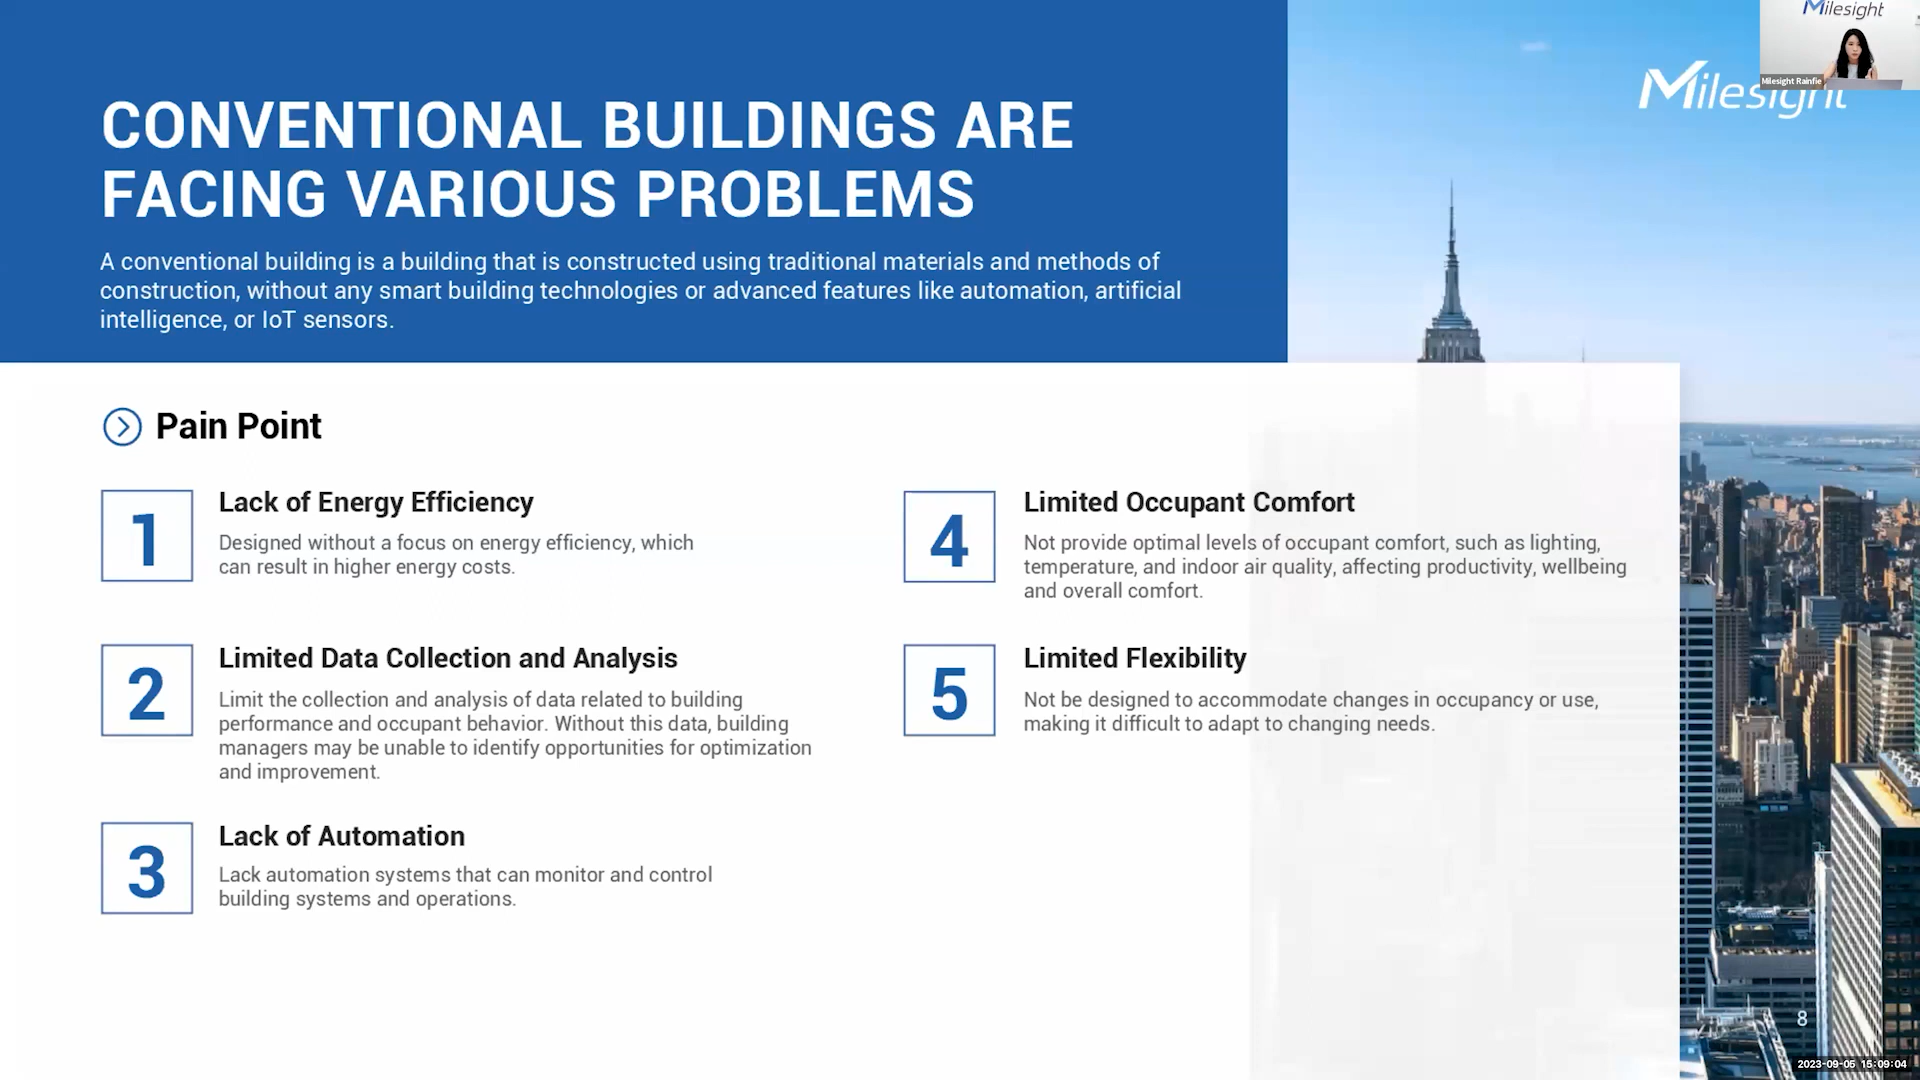 CONVENTIONAL BUILDINGS ARE
FACING VARIOUS PROBLEMS
A conventional building is a building that is constructed using traditional materials and methods of
construction, without any smart building technologies or advanced features like automation, artificial
intelligence, or IoT sensors.
Milesight
Milesight
Milesight Rainfie
Pain Point
1
Lack of Energy Efficiency
Designed without a focus on energy efficiency, which
can result in higher energy costs.
2
Limited Data Collection and Analysis
Limit the collection and analysis of data related to building
performance and occupant behavior. Without this data, building
managers may be unable to identify opportunities for optimization
and improvement.
3
Lack of Automation
Lack automation systems that can monitor and control
building systems and operations.
4
Limited Occupant Comfort
Not provide optimal levels of occupant comfort, such as lighting,
temperature, and indoor air quality, affecting productivity, wellbeing
and overall comfort.
5
Limited Flexibility
Not be designed to accommodate changes in occupancy or use,
making it difficult to adapt to changing needs.
8
2023-09-05 15:09:04